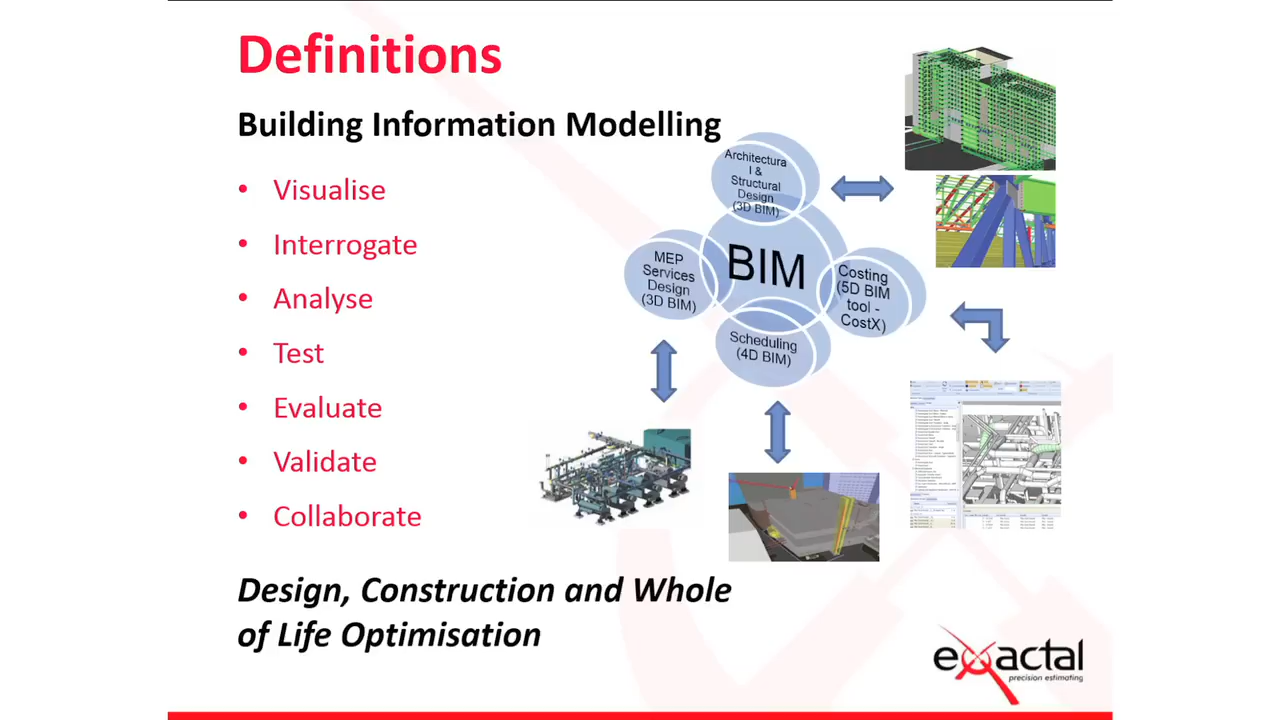 Definitions
Building Information Modelling
• Visualise
• Interrogate
• Analyse
• Test
• Evaluate
• Validate
• Collaborate
Design, Construction and Whole
of Life Optimisation
Architectura
l &
Structural
Design
(3D BIM)
BIM
MEP
Services
Design
(3D BIM)
Costing
(5D BIM
tool -
CostX)
Scheduling
(4D BIM)
exactal
precision estimating